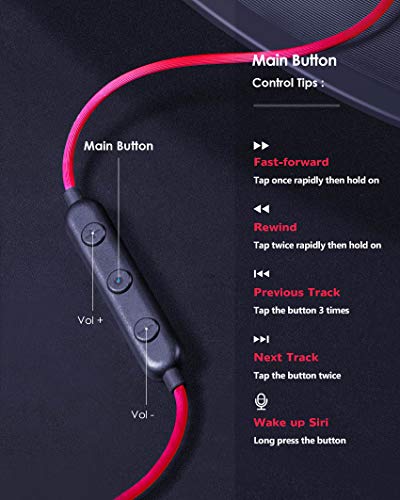 Main Button
Control Tips :
Main Button
Fast-forward
Tap once rapidly then hold on
Rewind
Tap twice rapidly then hold on
Vol +
Previous Track
Tap the button 3 times
Next Track
Tap the button twice
Vol -
Wake up Siri
Long press the button